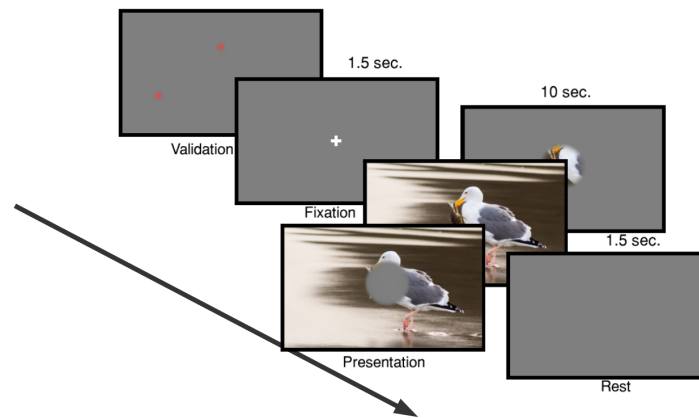 Validation
1.5 sec.
Fixation
10 sec.
Presentation
1.5 sec.
Rest